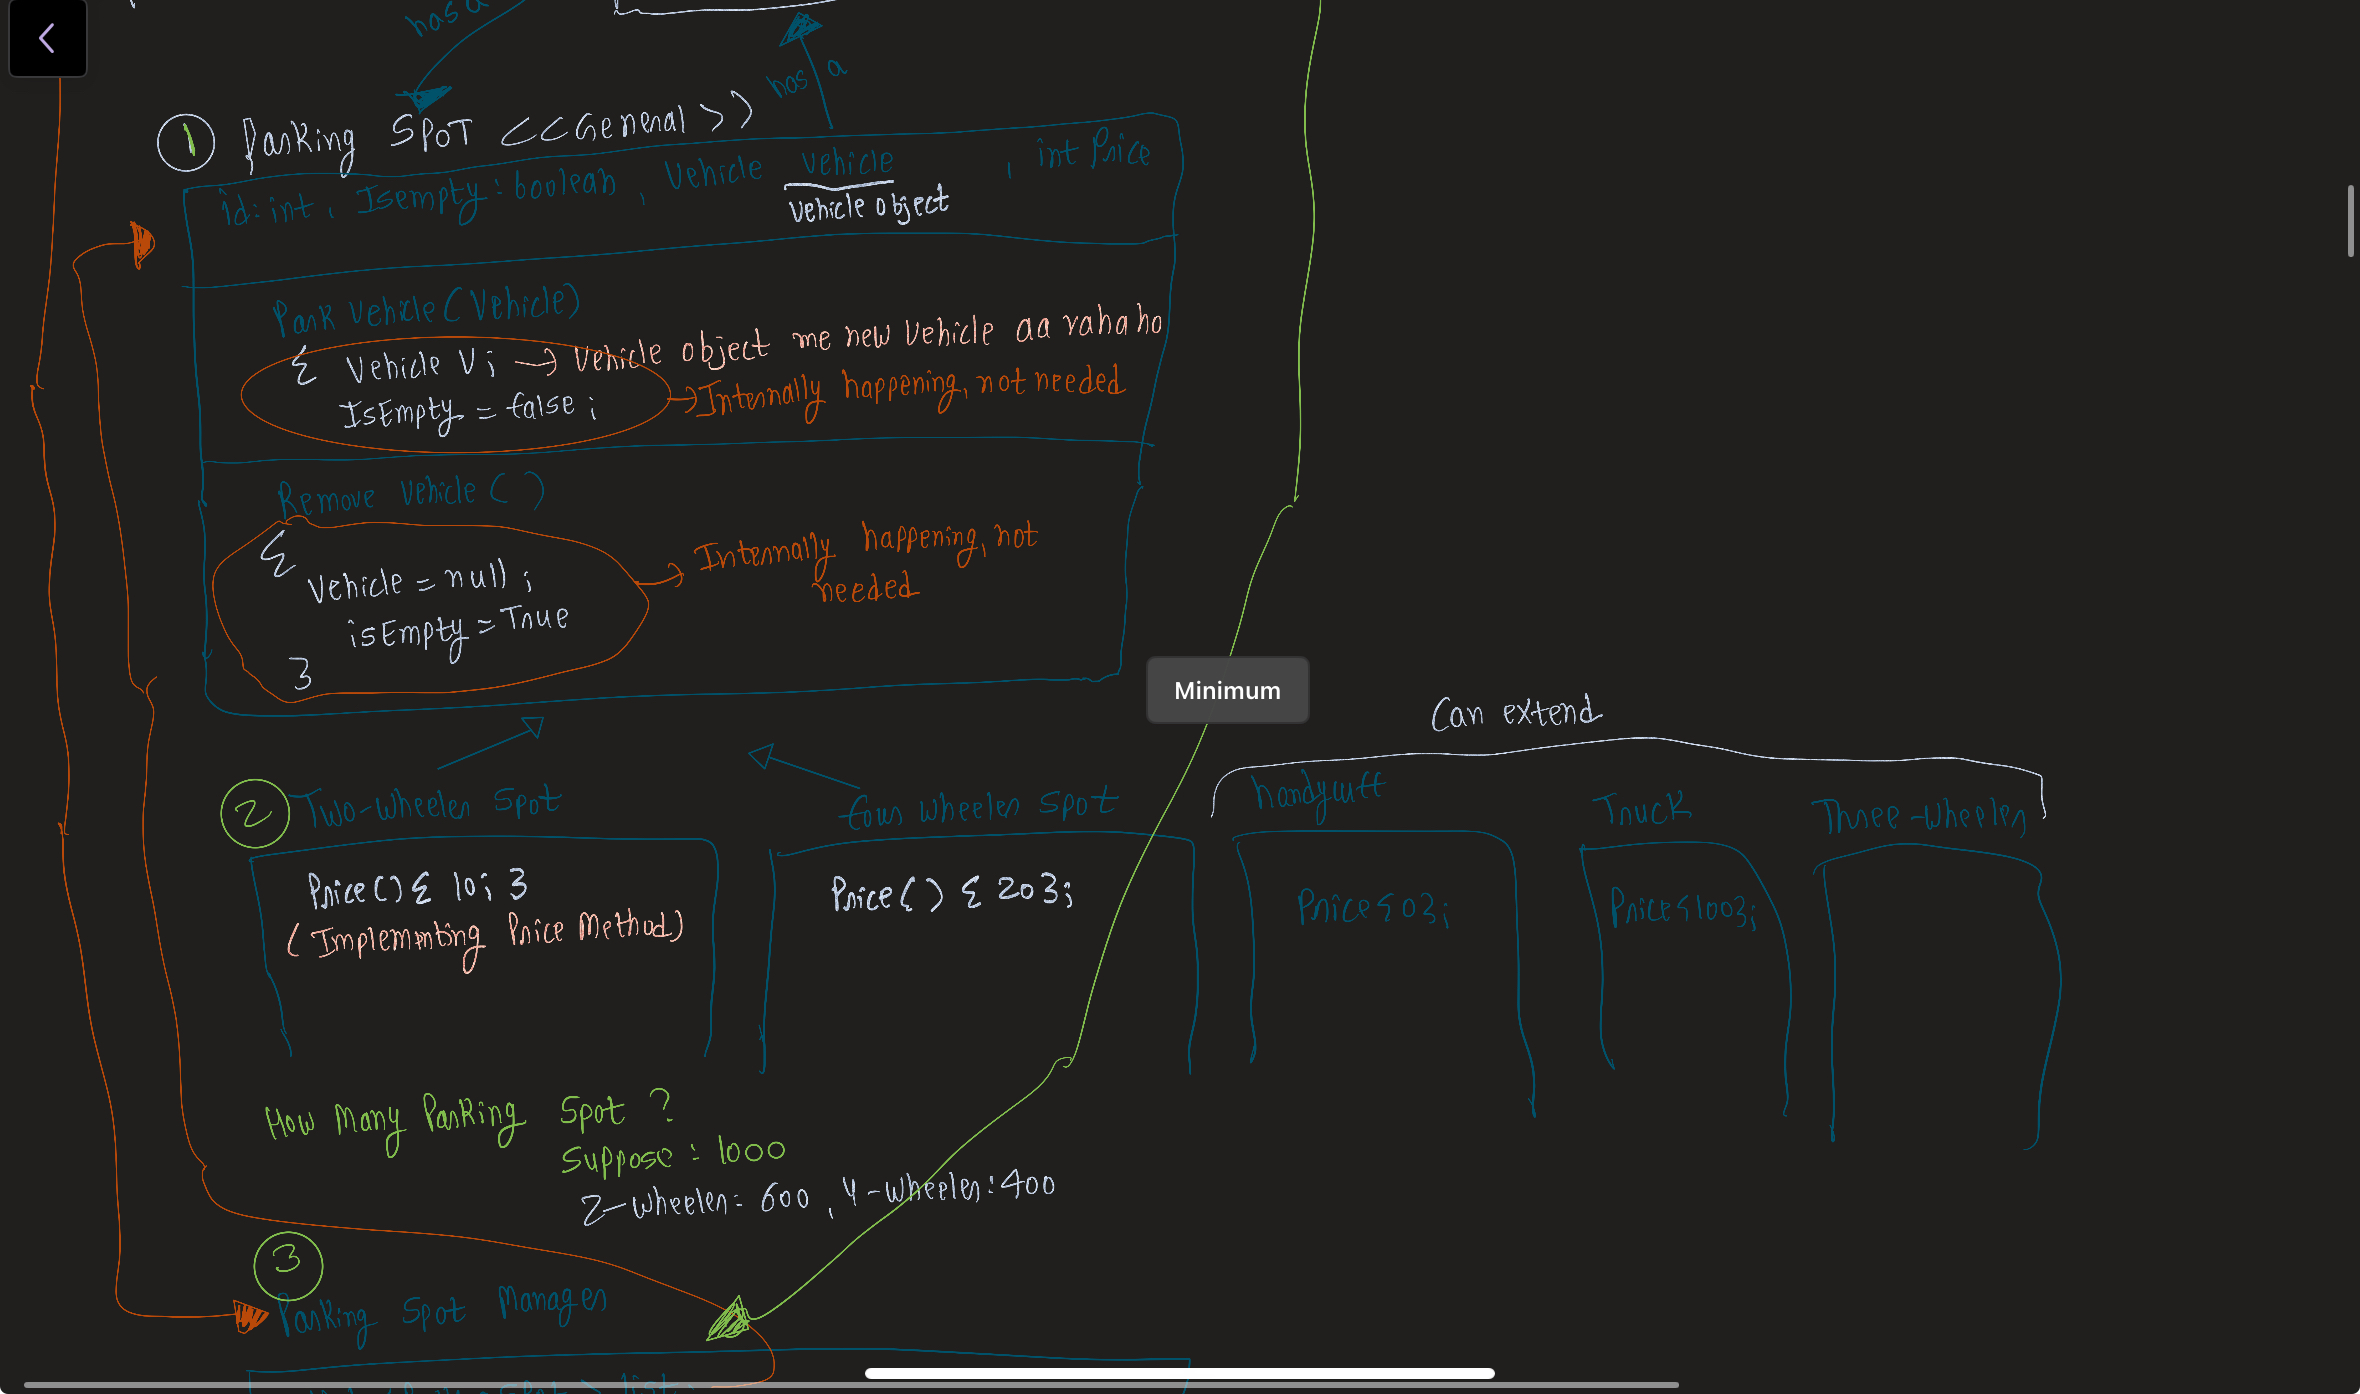 has a
has a
1 Parking SPOT <<General>>
id: int, Isempty: boolean, Vehicle vehicle, int Price
Vehicle object
Park Vehicle (Vehicle)
{ Vehicle V; → Vehicle object me new Vehicle aa raha ho
IsEmpty = false; → Internally happening, not needed
Remove Vehicle ( )
{
Vehicle = null;
isEmpty = True
}
→ Internally happening, not
needed
Minimum
Can extend
2 Two-Wheeler Spot
four wheeler spot
handycuff
Truck
Three-Wheeler
Price() { 10; }
(Implemmting Price Method)
Price() { 20 };
Price { 0 };
Price { 100 };
How Many Parking Spot ?
Suppose : 1000
2-wheeler = 600, 4-wheeler : 400
3
Parking Spot Manager